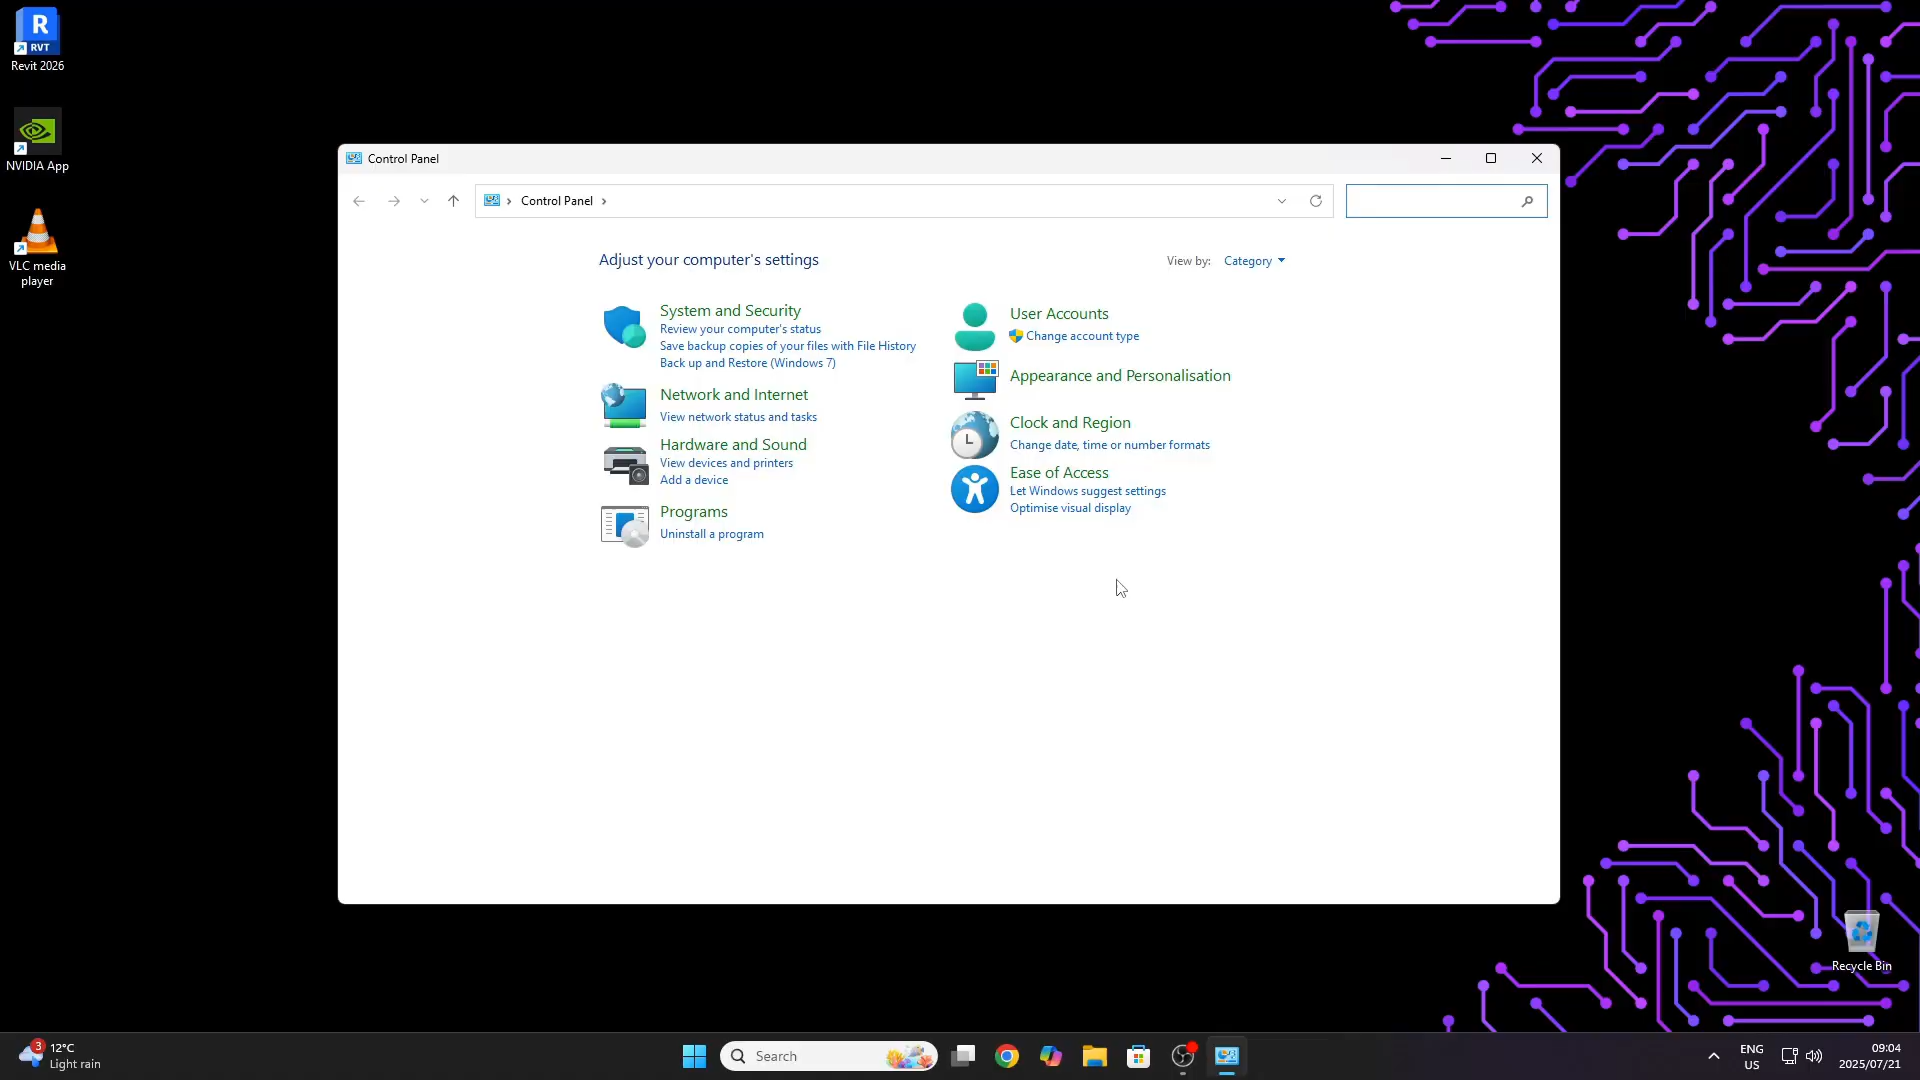 R
RVT
Revit 2026
NVIDIA App
VLC media
player
Control Panel
Control Panel
Adjust your computer's settings
View by: Category
System and Security
Review your computer's status
Save backup copies of your files with File History
Back up and Restore (Windows 7)
Network and Internet
View network status and tasks
Hardware and Sound
View devices and printers
Add a device
Programs
Uninstall a program
User Accounts
Change account type
Appearance and Personalisation
Clock and Region
Change date, time or number formats
Ease of Access
Let Windows suggest settings
Optimise visual display
Recycle Bin
3
12°C
Light rain
Search
ENG
US
09:04
2025/07/21